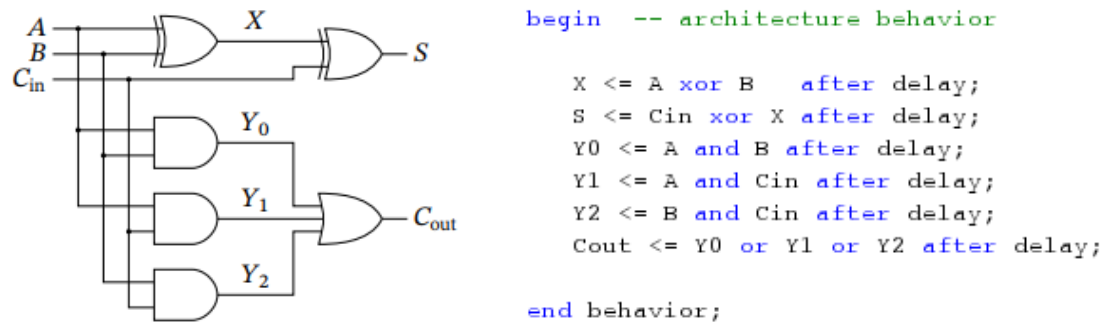 A
B
Cin
X
S
Y0
Y1
Y2
Cout
begin -- architecture behavior
X <= A xor B after delay;
S <= Cin xor X after delay;
Y0 <= A and B after delay;
Y1 <= A and Cin after delay;
Y2 <= B and Cin after delay;
Cout <= Y0 or Y1 or Y2 after delay;
end behavior;